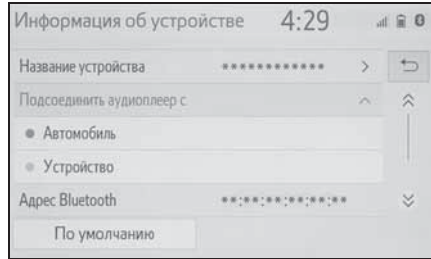 Информация об устройстве 4:29
Название устройства ************
Подсоединить аудиоплеер с
Автомобиль
Устройство
Адрес Bluetooth **:**:**:**:**:**
По умолчанию